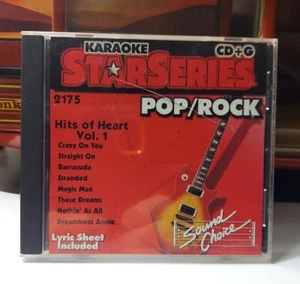 KARAOKE
CD+G
STARSERIES
2175
POP/ROCK
Hits of Heart
Vol. 1
Crazy On You
Straight On
Barracuda
Stranded
Magic Man
These Dreams
Nothin' At All
Dreamboat Annie
Lyric Sheet
Included
Sound
Choice